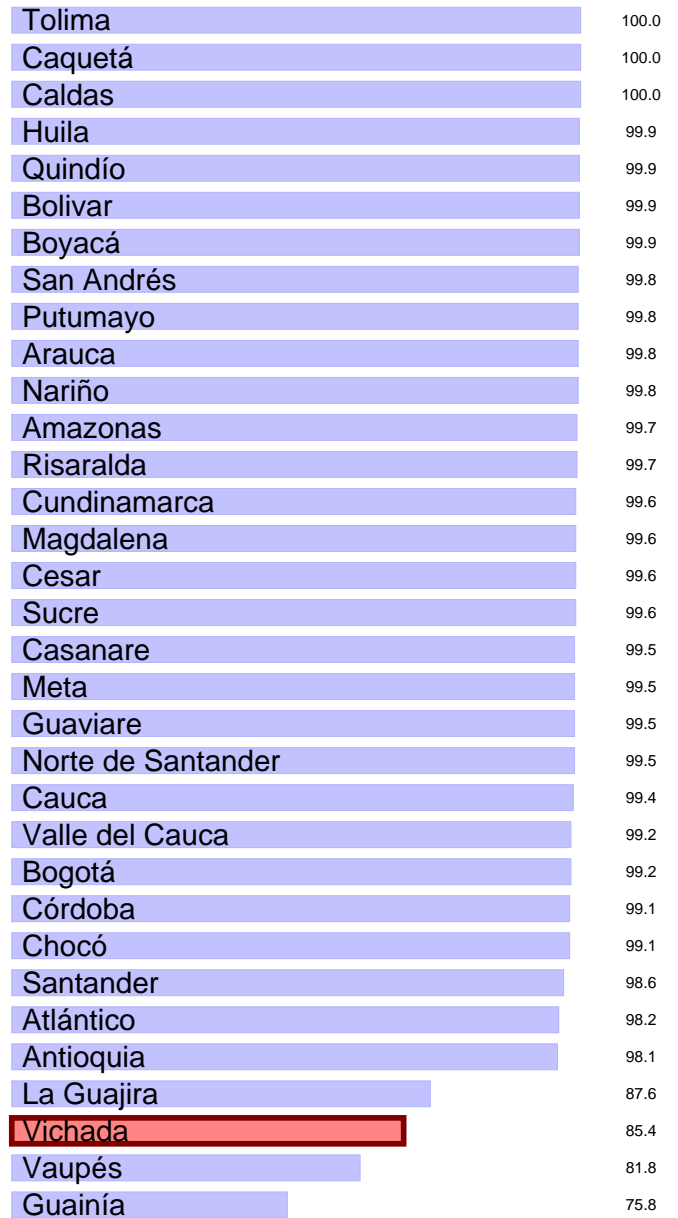 Tolima 100.0
Caquetá 100.0
Caldas 100.0
Huila 99.9
Quindío 99.9
Bolivar 99.9
Boyacá 99.9
San Andrés 99.8
Putumayo 99.8
Arauca 99.8
Nariño 99.8
Amazonas 99.7
Risaralda 99.7
Cundinamarca 99.6
Magdalena 99.6
Cesar 99.6
Sucre 99.6
Casanare 99.5
Meta 99.5
Guaviare 99.5
Norte de Santander 99.5
Cauca 99.4
Valle del Cauca 99.2
Bogotá 99.2
Córdoba 99.1
Chocó 99.1
Santander 98.6
Atlántico 98.2
Antioquia 98.1
La Guajira 87.6
Vichada 85.4
Vaupés 81.8
Guainía 75.8